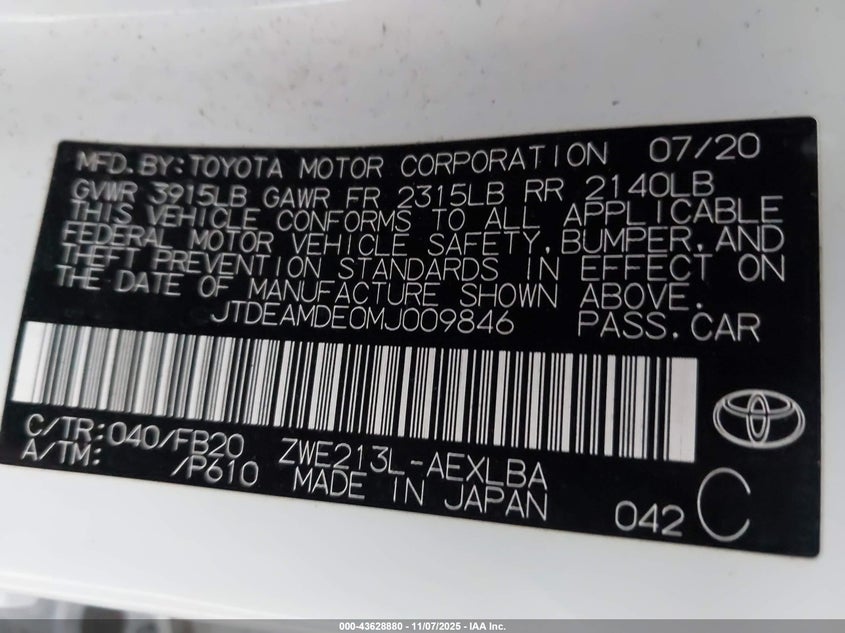 MFD.BY:TOYOTA MOTOR CORPORATION 07/20
GVWR 3915LB GAWR FR 2315LB RR 2140LB
THIS VEHICLE CONFORMS TO ALL APPLICABLE
FEDERAL MOTOR VEHICLE SAFETY,BUMPER,AND
THEFT PREVENTION STANDARDS IN EFFECT ON
THE DATE OF MANUFACTURE SHOWN ABOVE.
JTDEAMDE0MJ009846 PASS.CAR
C/TR:040/FB20 ZWE213L-AEXLBA
A/TM: /P610 MADE IN JAPAN
042 C
000-43628880 - 11/07/2025 - IAA Inc.